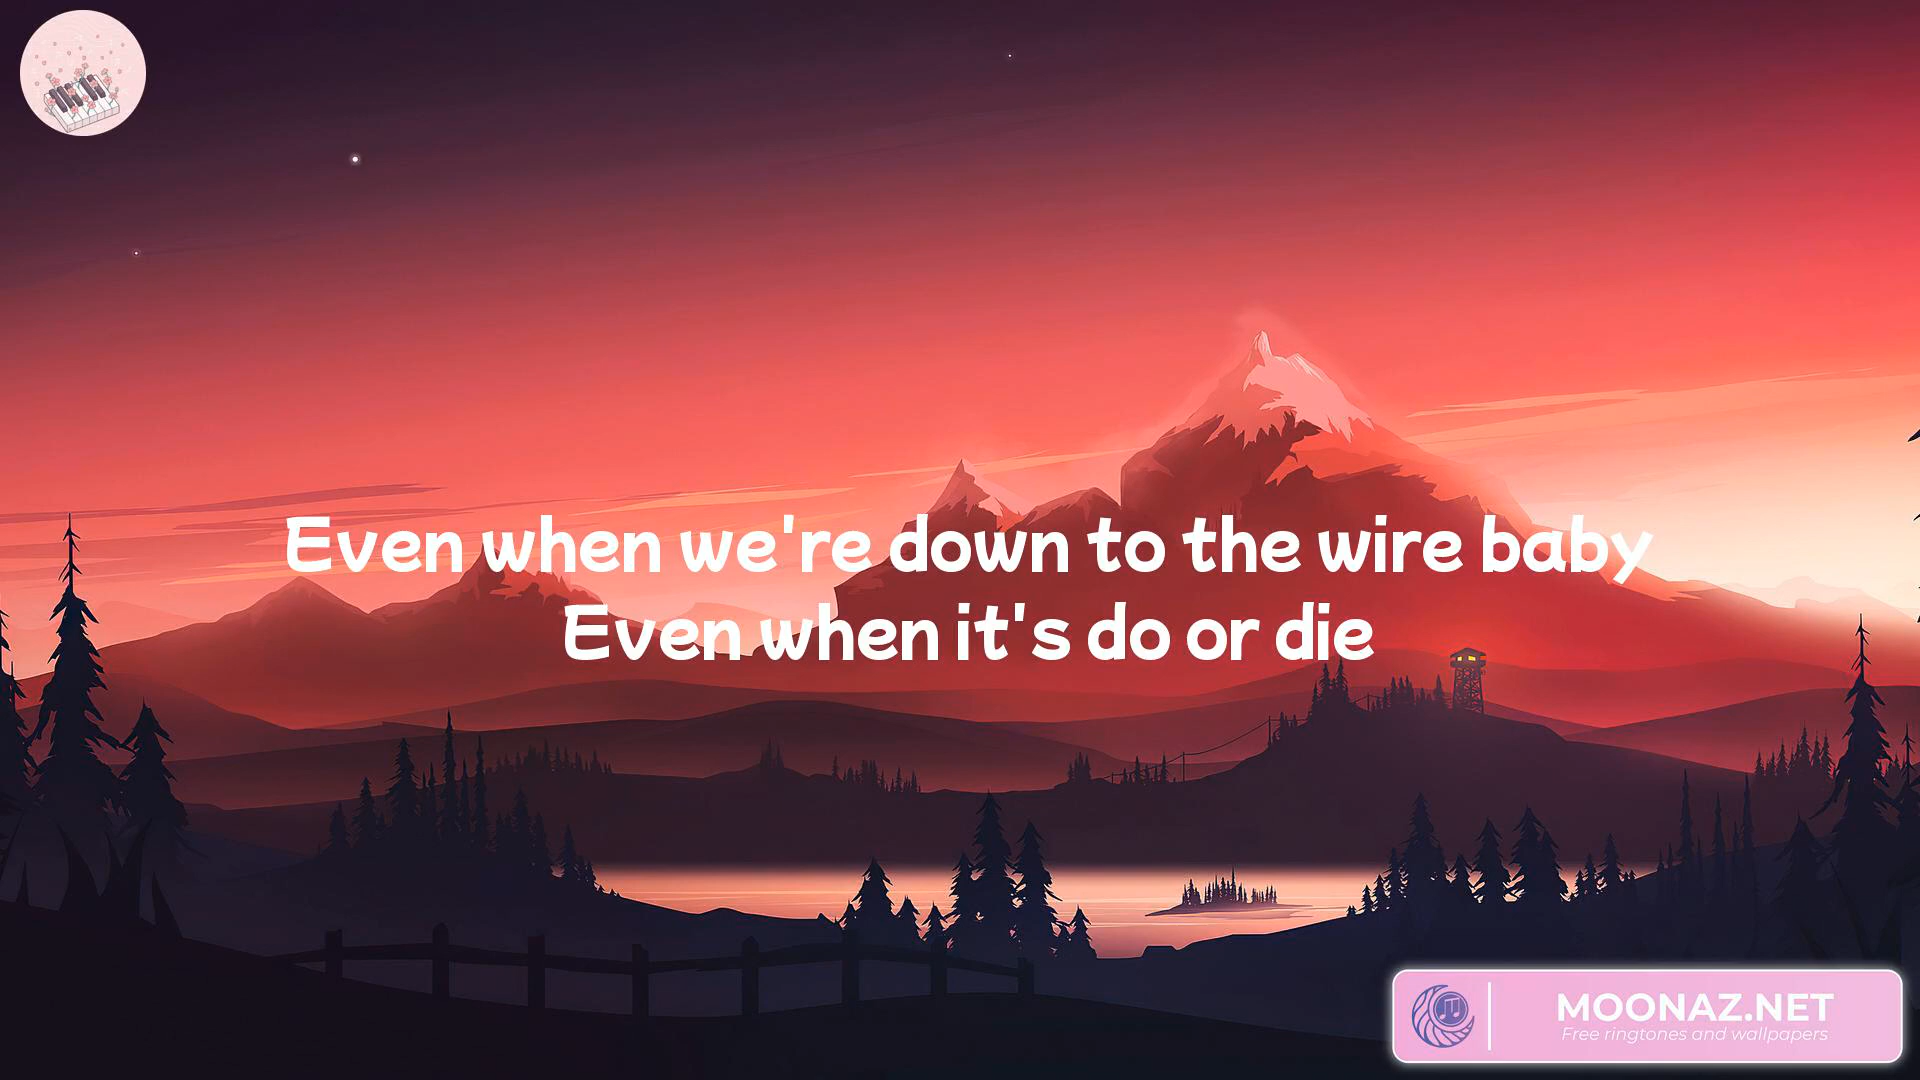 Even when we're down to the wire baby
Even when it's do or die
MOONAZ.NET
Free ringtones and wallpapers